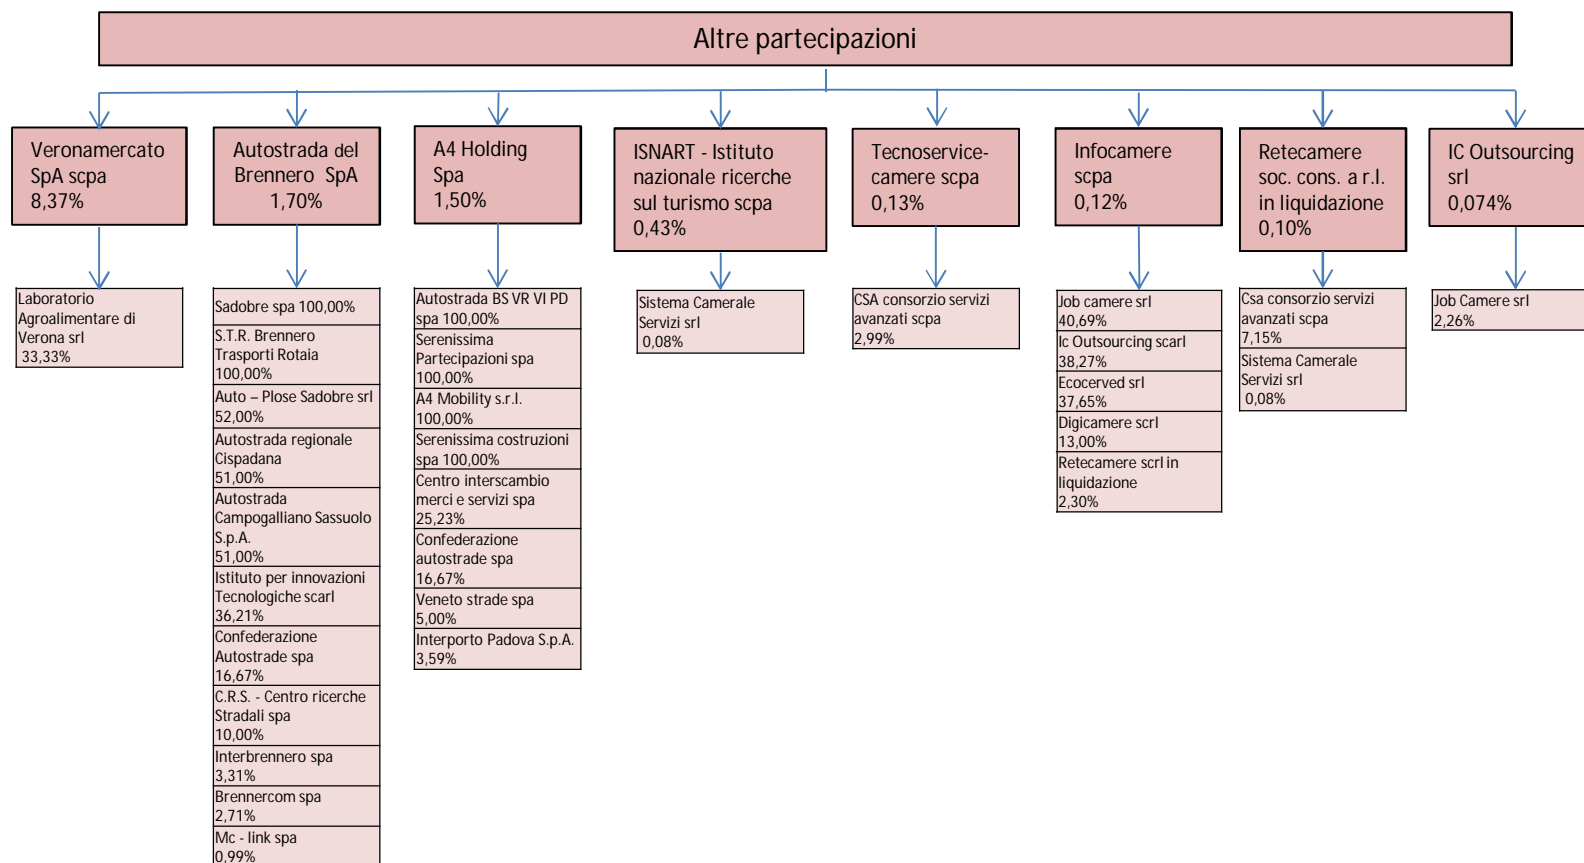 Altre partecipazioni
Veronamercato
SpA scpa
8,37%
Autostrada del
Brennero SpA
1,70%
A4 Holding
Spa
1,50%
ISNART - Istituto
nazionale ricerche
sul turismo scpa
0,43%
Tecnoservice-
camere scpa
0,13%
Infocamere
scpa
0,12%
Retecamere
soc. cons. a r.l.
in liquidazione
0,10%
IC Outsourcing
srl
0,074%
Laboratorio
Agroalimentare di
Verona srl
33,33%
Sadobre spa 100,00%
S.T.R. Brennero
Trasporti Rotaia
100,00%
Auto – Plose Sadobre srl
52,00%
Autostrada regionale
Cispadana
51,00%
Autostrada
Campogalliano Sassuolo
S.p.A.
51,00%
Istituto per innovazioni
Tecnologiche scarl
36,21%
Confederazione
Autostrade spa
16,67%
C.R.S. - Centro ricerche
Stradali spa
10,00%
Interbrennero spa
3,31%
Brennercom spa
2,71%
Mc - link spa
0,99%
Autostrada BS VR VI PD
spa 100,00%
Serenissima
Partecipazioni spa
100,00%
A4 Mobility s.r.l.
100,00%
Serenissima costruzioni
spa 100,00%
Centro interscambio
merci e servizi spa
25,23%
Confederazione
autostrade spa
16,67%
Veneto strade spa
5,00%
Interporto Padova S.p.A.
3,59%
Sistema Camerale
Servizi srl
0,08%
CSA consorzio servizi
avanzati scpa
2,99%
Job camere srl
40,69%
Ic Outsourcing scarl
38,27%
Ecocerved srl
37,65%
Digicamere scrl
13,00%
Retecamere scrl in
liquidazione
2,30%
Csa consorzio servizi
avanzati scpa
7,15%
Sistema Camerale
Servizi srl
0,08%
Job Camere srl
2,26%